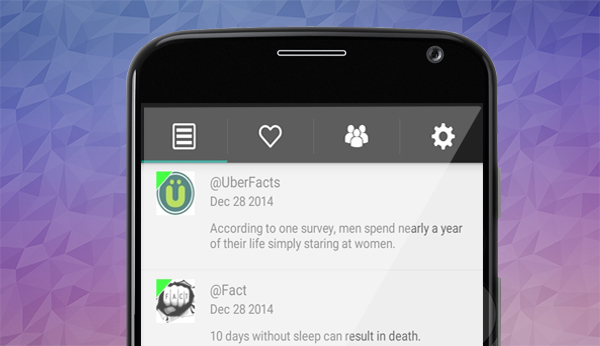 Ü
@UberFacts
Dec 28 2014
According to one survey, men spend nearly a year
of their life simply staring at women.
FACT
@Fact
Dec 28 2014
10 days without sleep can result in death.